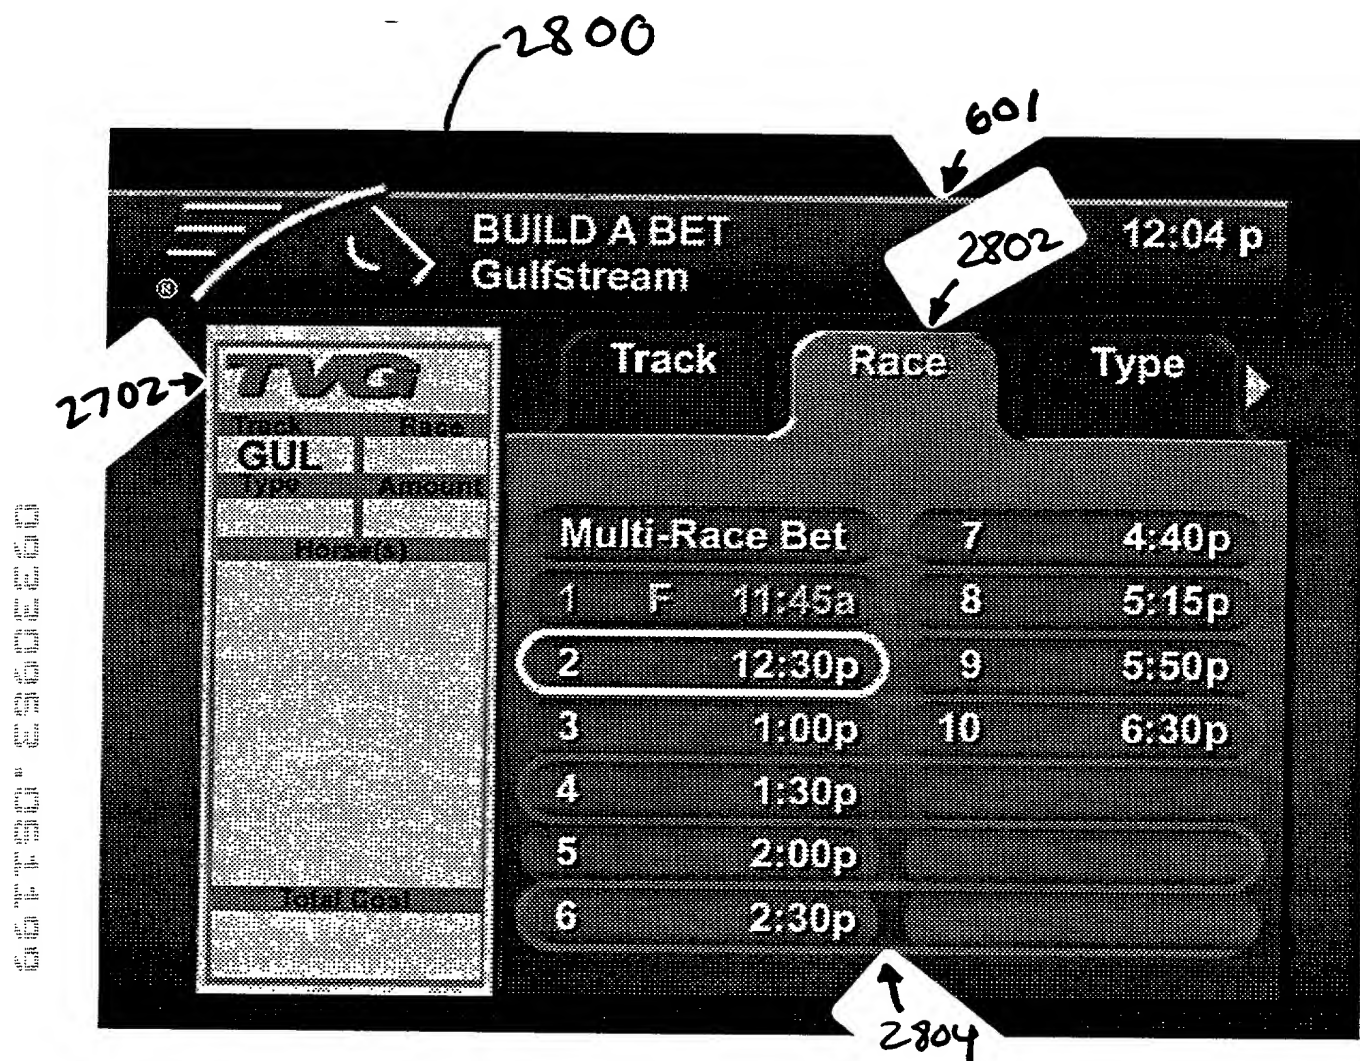 2800
601
BUILD A BET
Gulfstream
2802
12:04 p
®
2702
TVG
Track Race
GUL
Type Amount
Horse(s)
Total Cost
Track Race Type
Multi-Race Bet
1 F 11:45a
2 12:30p
3 1:00p
4 1:30p
5 2:00p
6 2:30p
7 4:40p
8 5:15p
9 5:50p
10 6:30p
2804